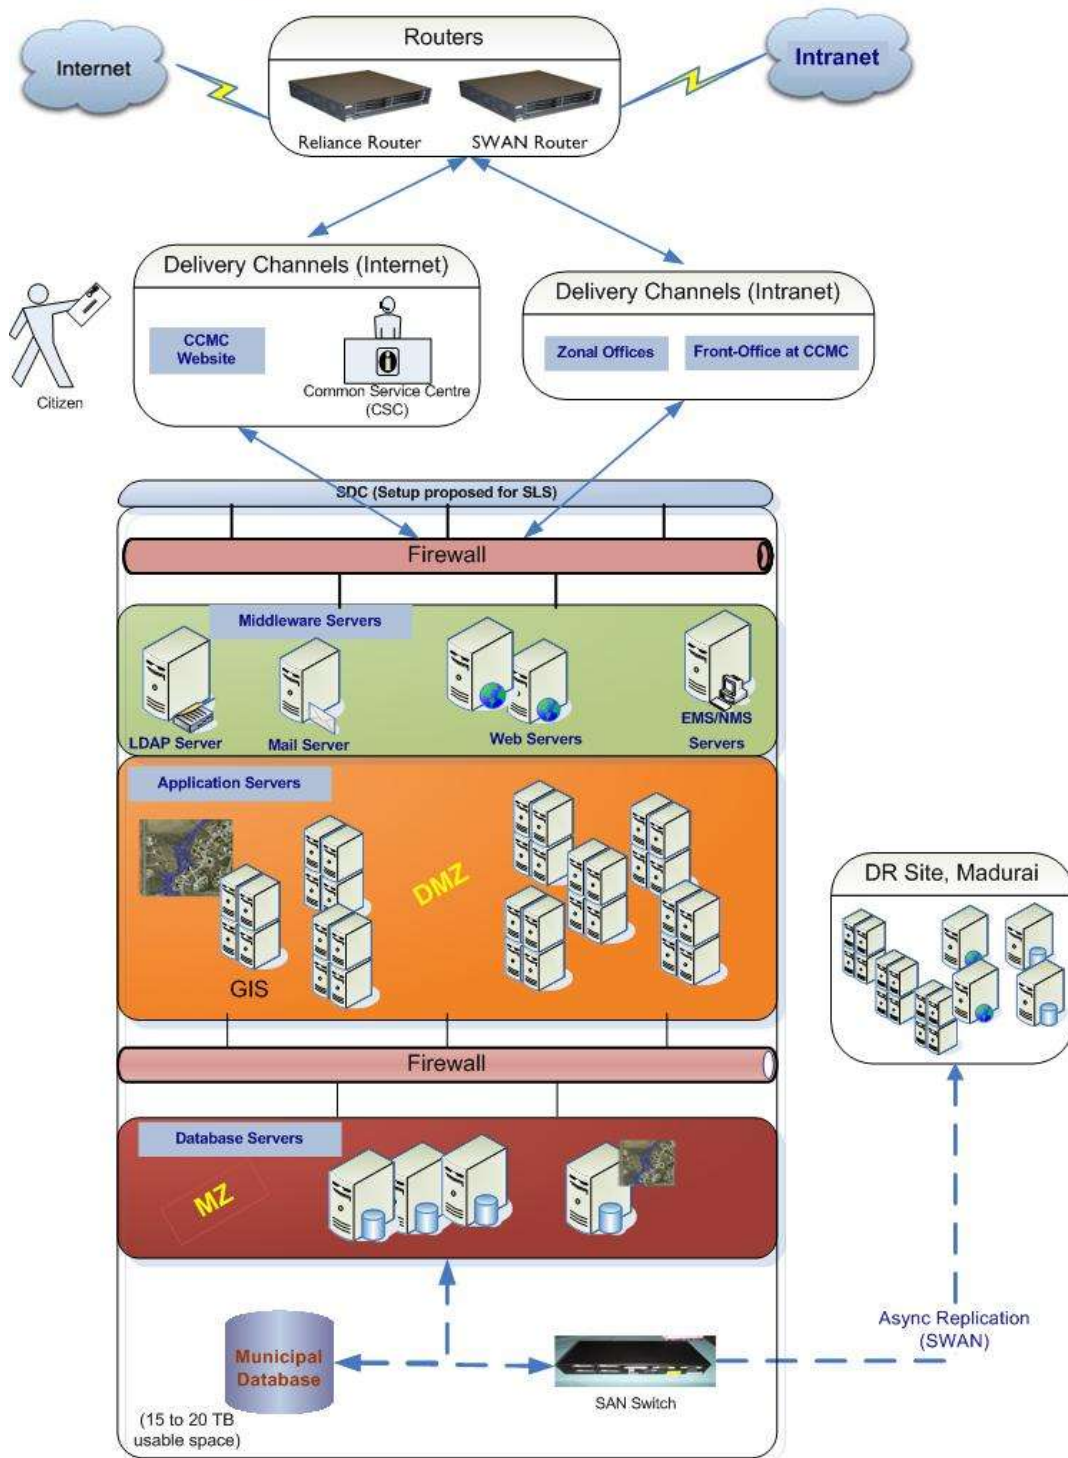 Routers
Internet
Intranet
Reliance Router
SWAN Router
Delivery Channels (Internet)
Delivery Channels (Intranet)
CCMC
Website
Zonal Offices
Front-Office at CCMC
Common Service Centre
(CSC)
Citizen
SDC (Setup proposed for SLS)
Firewall
Middleware Servers
LDAP Server
Mail Server
Web Servers
EMS/NMS
Servers
Application Servers
DMZ
GIS
DR Site, Madurai
Firewall
Database Servers
MZ
Async Replication
(SWAN)
Municipal
Database
SAN Switch
(15 to 20 TB
usable space)